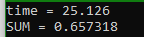 time = 25.126
SUM = 0.657318